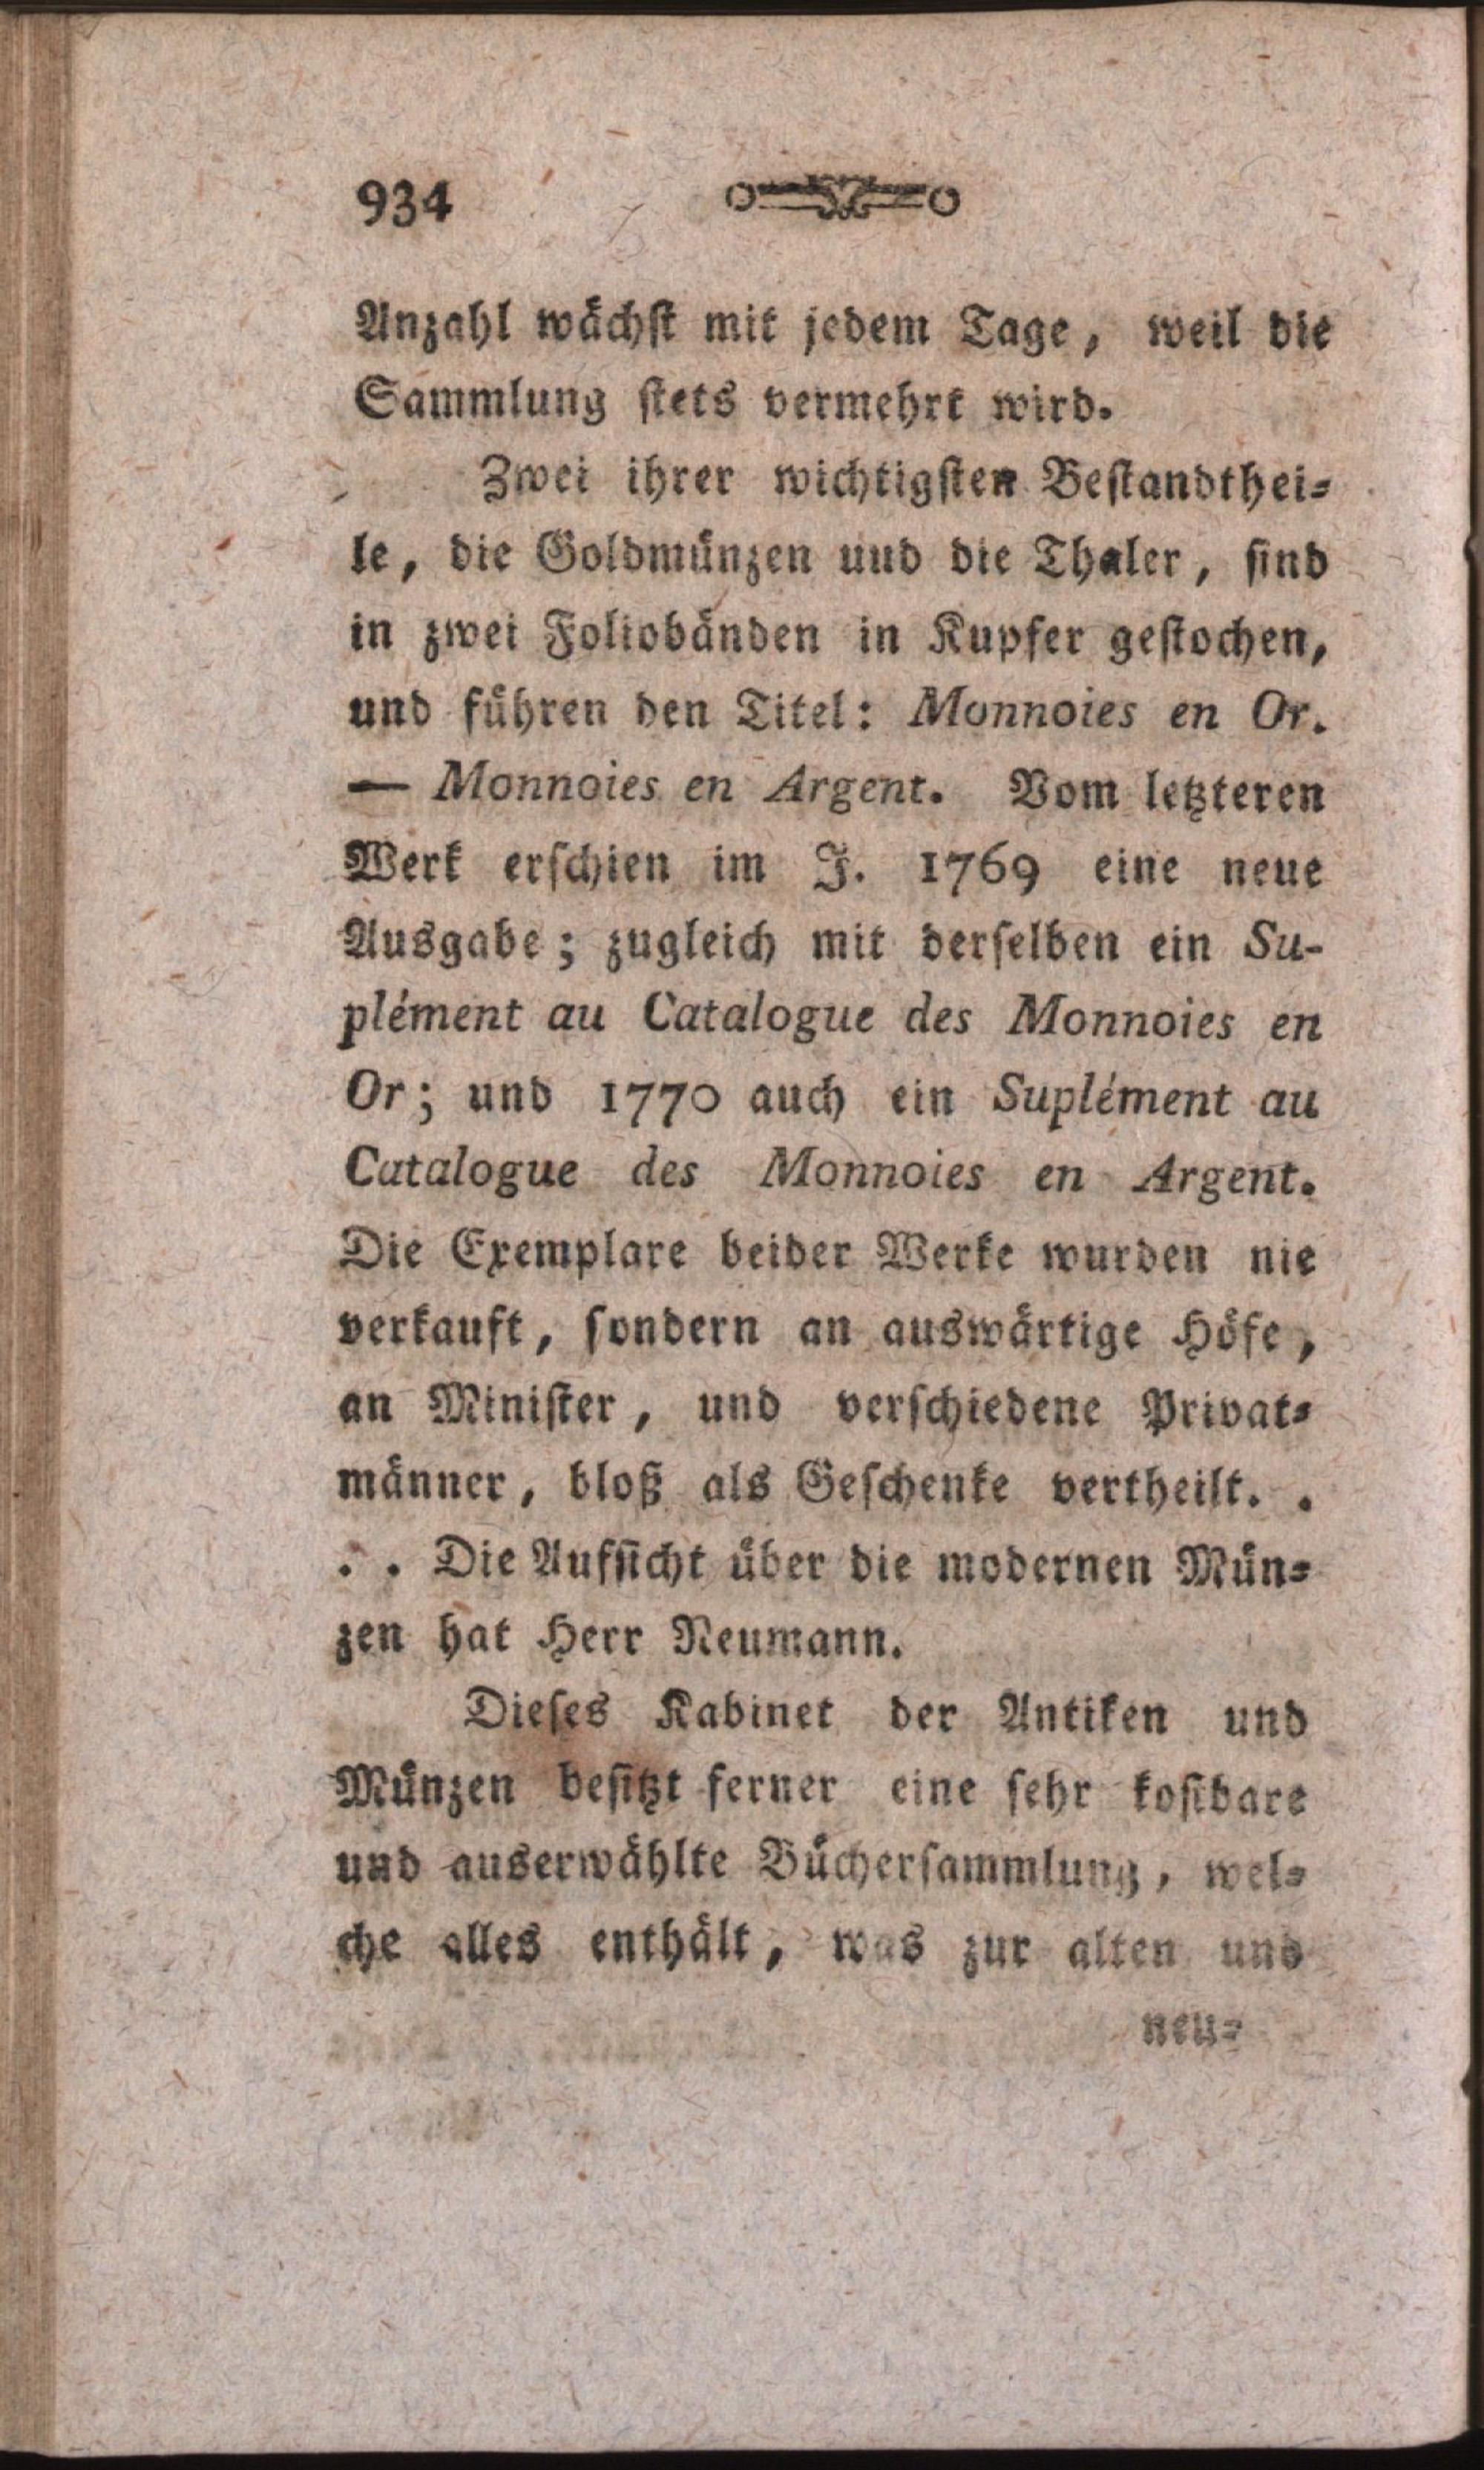 934
Anzahl wächst mit jedem Tage, weil die
Sammlung stets vermehrt wird.
Zwei ihrer wichtigsten Bestandthei-
le, die Goldmünzen und die Thaler, sind
in zwei Foliobänden in Kupfer gestochen,
und führen den Titel: Monnoies en Or.
— Monnoies en Argent. Vom letzteren
Werk erschien im J. 1769 eine neue
Ausgabe; zugleich mit derselben ein Su-
plément au Catalogue des Monnoies en
Or; und 1770 auch ein Suplément au
Catalogue des Monnoies en Argent.
Die Exemplare beider Werke wurden nie
verkauft, sondern an auswärtige Höfe,
an Minister, und verschiedene Privat-
männer, bloß als Geschenke vertheilt. .
. . Die Aufsicht über die modernen Mün-
zen hat Herr Neumann.
Dieses Kabinet der Antiken und
Münzen besitzt ferner eine sehr kostbare
und auserwählte Büchersammlung, wel-
che alles enthält, was zur alten und
neu-